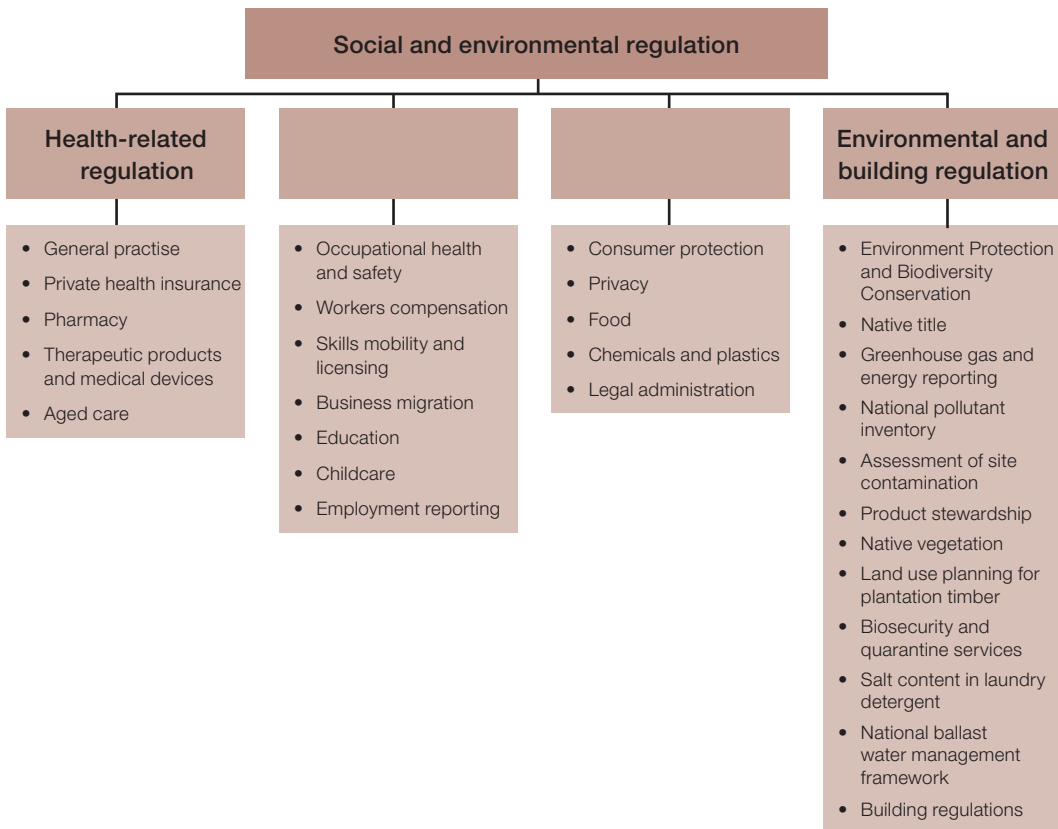 Social and environmental regulation
Health-related
regulation
Environmental and
building regulation
• General practise
• Private health insurance
• Pharmacy
• Therapeutic products
and medical devices
• Aged care
• Occupational health
and safety
• Workers compensation
• Skills mobility and
licensing
• Business migration
• Education
• Childcare
• Employment reporting
• Consumer protection
• Privacy
• Food
• Chemicals and plastics
• Legal administration
• Environment Protection
and Biodiversity
Conservation
• Native title
• Greenhouse gas and
energy reporting
• National pollutant
inventory
• Assessment of site
contamination
• Product stewardship
• Native vegetation
• Land use planning for
plantation timber
• Biosecurity and
quarantine services
• Salt content in laundry
detergent
• National ballast
water management
framework
• Building regulations